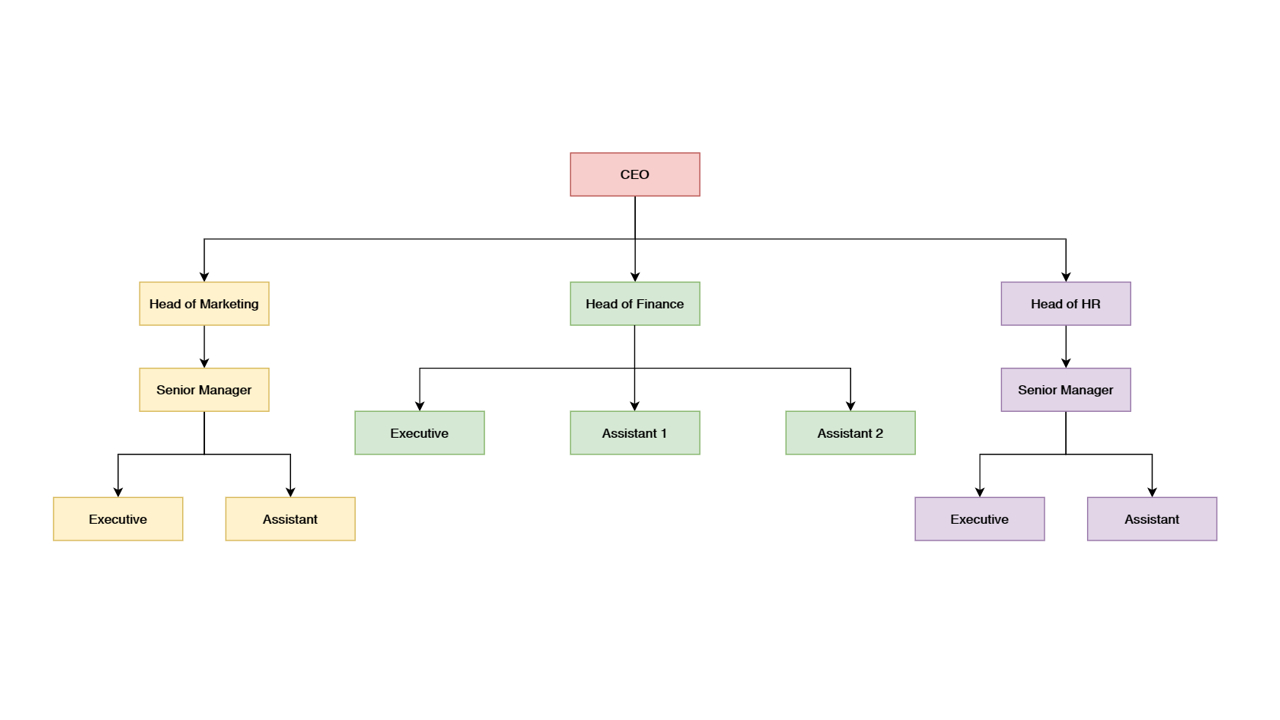 CEO
Head of Marketing
Head of Finance
Head of HR
Senior Manager
Senior Manager
Executive
Assistant 1
Assistant 2
Executive
Assistant
Executive
Assistant